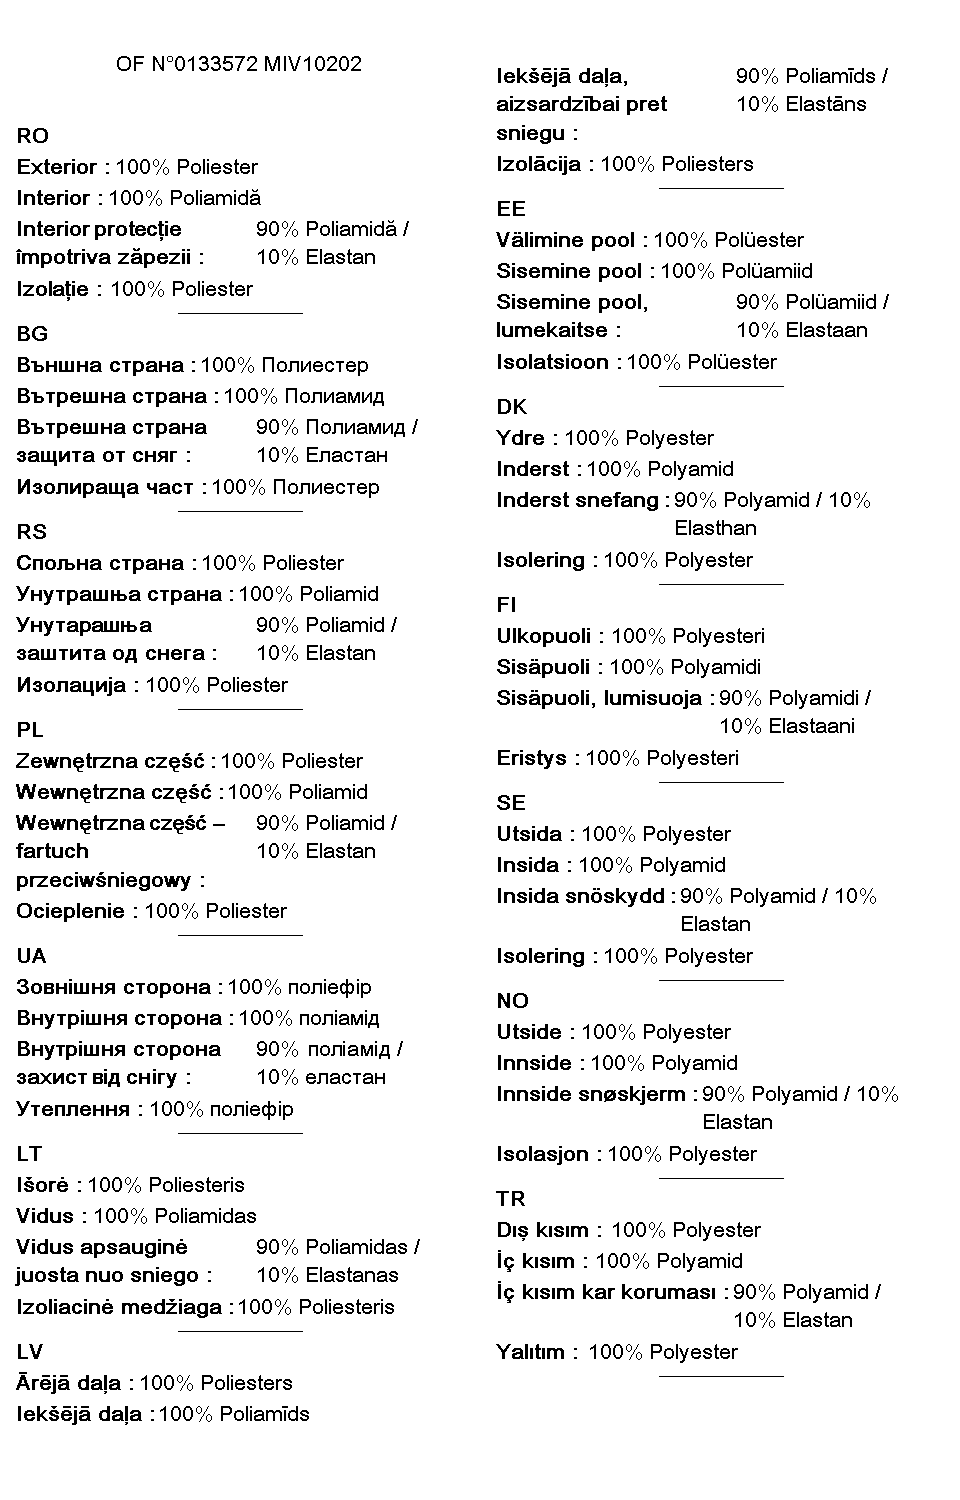 OF N°0133572 MIV10202
RO
Exterior : 100% Poliester
Interior : 100% Poliamidă
Interior protecție 90% Poliamidă /
împotriva zăpezii : 10% Elastan
Izolație : 100% Poliester
BG
Външна страна : 100% Полиестер
Вътрешна страна : 100% Полиамид
Вътрешна страна 90% Полиамид /
защита от сняг : 10% Еластан
Изолираща част : 100% Полиестер
RS
Спољна страна : 100% Poliester
Унутрашња страна : 100% Poliamid
Унутарашња 90% Poliamid /
заштита од снега : 10% Elastan
Изолација : 100% Poliester
PL
Zewnętrzna część : 100% Poliester
Wewnętrzna część : 100% Poliamid
Wewnętrzna część – 90% Poliamid /
fartuch 10% Elastan
przeciwśniegowy :
Ocieplenie : 100% Poliester
UA
Зовнішня сторона : 100% поліефір
Внутрішня сторона : 100% поліамід
Внутрішня сторона 90% поліамід /
захист від снігу : 10% еластан
Утеплення : 100% поліефір
LT
Išorė : 100% Poliesteris
Vidus : 100% Poliamidas
Vidus apsauginė 90% Poliamidas /
juosta nuo sniego : 10% Elastanas
Izoliacinė medžiaga : 100% Poliesteris
LV
Ārējā daļa : 100% Poliesters
Iekšējā daļa : 100% Poliamīds
Iekšējā daļa, 90% Poliamīds /
aizsardzībai pret 10% Elastāns
sniegu :
Izolācija : 100% Poliesters
EE
Välimine pool : 100% Polüester
Sisemine pool : 100% Polüamiid
Sisemine pool, 90% Polüamiid /
lumekaitse : 10% Elastaan
Isolatsioon : 100% Polüester
DK
Ydre : 100% Polyester
Inderst : 100% Polyamid
Inderst snefang : 90% Polyamid / 10%
Elasthan
Isolering : 100% Polyester
FI
Ulkopuoli : 100% Polyesteri
Sisäpuoli : 100% Polyamidi
Sisäpuoli, lumisuoja : 90% Polyamidi /
10% Elastaani
Eristys : 100% Polyesteri
SE
Utsida : 100% Polyester
Insida : 100% Polyamid
Insida snöskydd : 90% Polyamid / 10%
Elastan
Isolering : 100% Polyester
NO
Utside : 100% Polyester
Innside : 100% Polyamid
Innside snøskjerm : 90% Polyamid / 10%
Elastan
Isolasjon : 100% Polyester
TR
Dış kısım : 100% Polyester
İç kısım : 100% Polyamid
İç kısım kar koruması : 90% Polyamid /
10% Elastan
Yalıtım : 100% Polyester